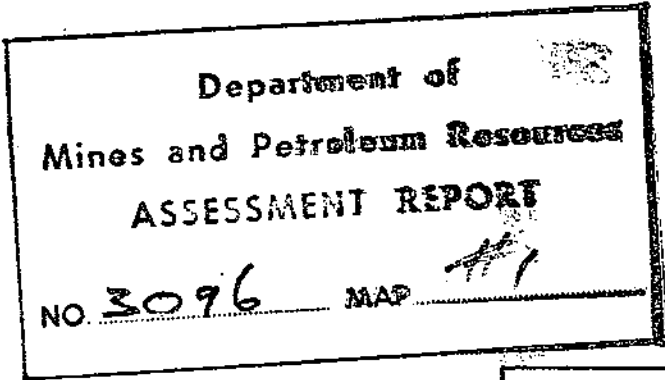 Department of
Mines and Petroleum Resources
ASSESSMENT REPORT
NO. 3096 MAP #1